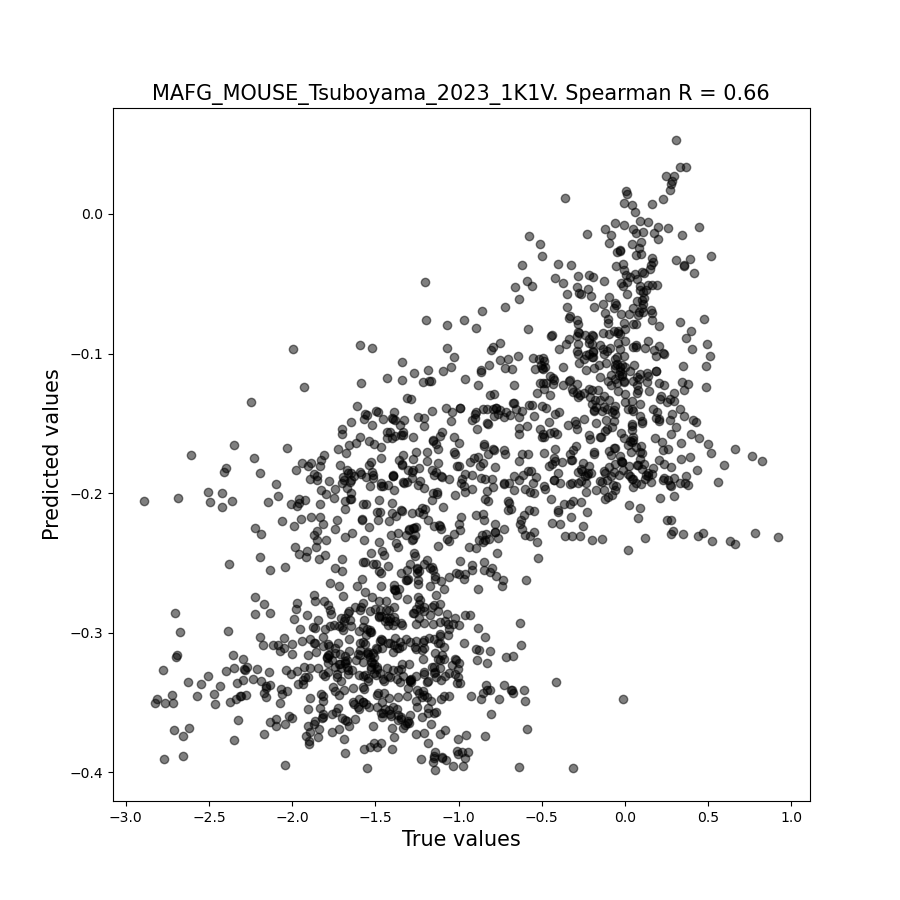 MAFG_MOUSE_Tsuboyama_2023_1K1V. Spearman R = 0.66
Predicted values
0.0
−0.1
−0.2
−0.3
−0.4
−3.0 −2.5 −2.0 −1.5 −1.0 −0.5 0.0 0.5 1.0
True values